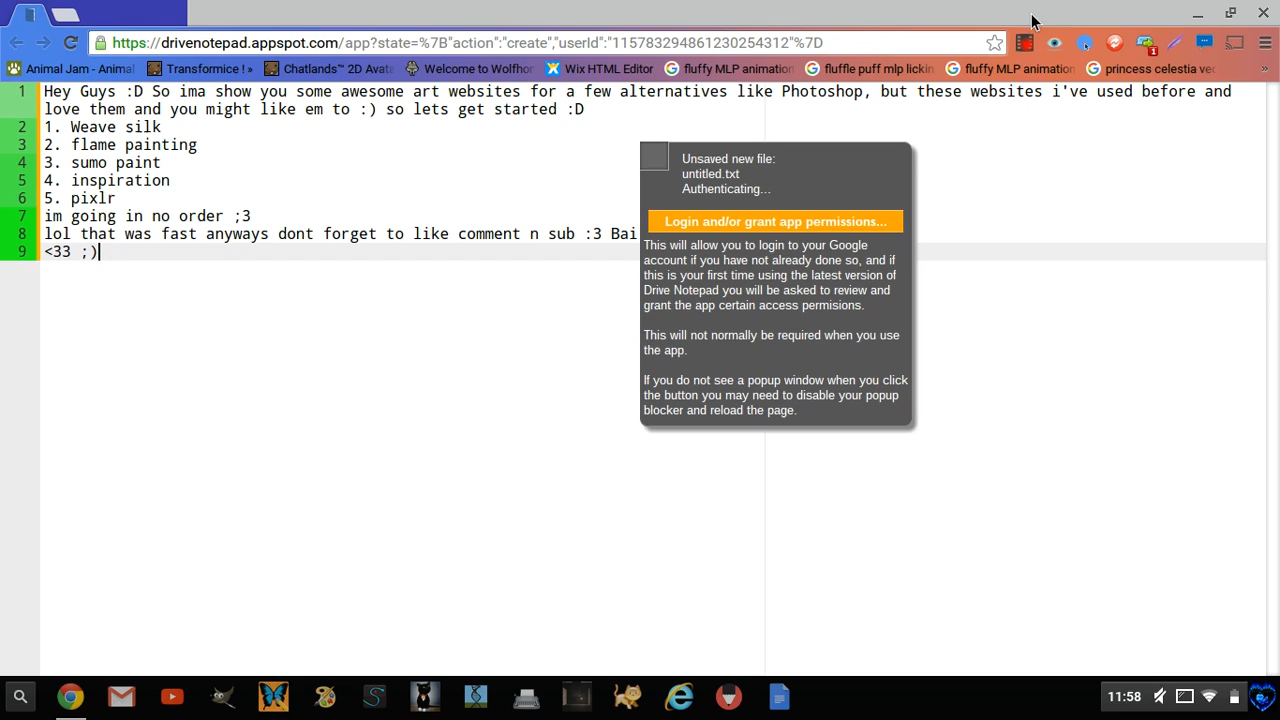 https://drivenotepad.appspot.com/app?state=%7B"action":"create","userId":"115783294861230254312"%7D
1
Animal Jam - Animal
Transformice ! »
Chatlands™ 2D Avata
Welcome to Wolfhom
Wix HTML Editor
fluffy MLP animation
fluffle puff mlp lickin
fluffy MLP animation
princess celestia vec
»
1 Hey Guys :D So ima show you some awesome art websites for a few alternatives like Photoshop, but these websites i've used before and
love them and you might like em to :) so lets get started :D
2 1. Weave silk
3 2. flame painting
4 3. sumo paint
5 4. inspiration
6 5. pixlr
7 im going in no order ;3
8 lol that was fast anyways dont forget to like comment n sub :3 Bai
9 <33 ;)
Unsaved new file:
untitled.txt
Authenticating...
Login and/or grant app permissions...
This will allow you to login to your Google
account if you have not already done so, and if
this is your first time using the latest version of
Drive Notepad you will be asked to review and
grant the app certain access permisions.
This will not normally be required when you use
the app.
If you do not see a popup window when you click
the button you may need to disable your popup
blocker and reload the page.
11:58